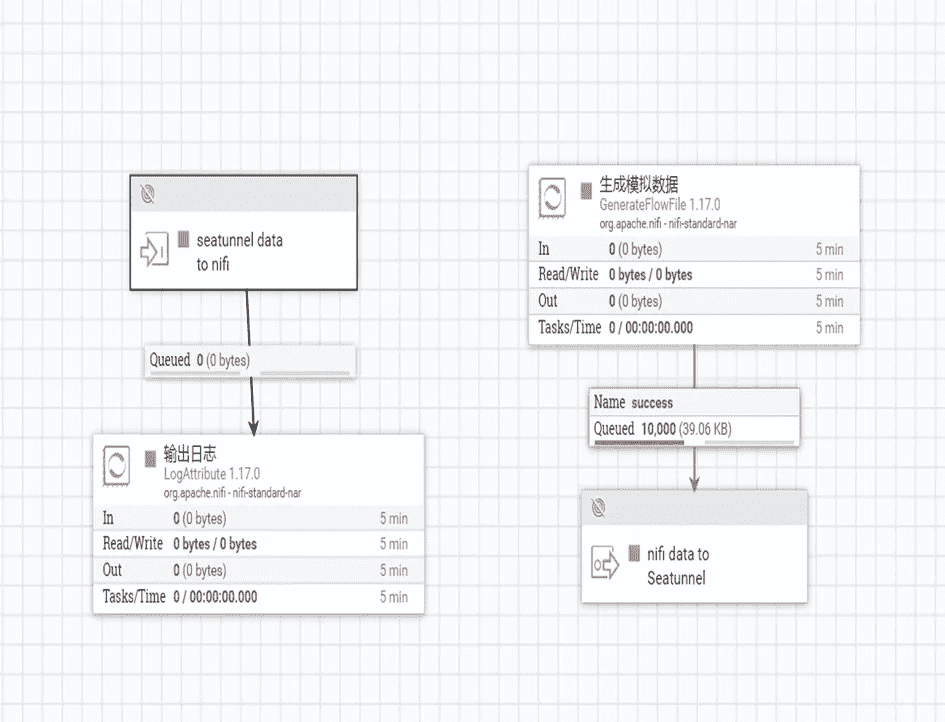 seatunnel data
to nifi
Queued 0 (0 bytes)
输出日志
LogAttribute 1.17.0
org.apache.nifi - nifi-standard-nar
In 0 (0 bytes) 5 min
Read/Write 0 bytes / 0 bytes 5 min
Out 0 (0 bytes) 5 min
Tasks/Time 0 / 00:00:00.000 5 min
生成模拟数据
GenerateFlowFile 1.17.0
org.apache.nifi - nifi-standard-nar
In 0 (0 bytes) 5 min
Read/Write 0 bytes / 0 bytes 5 min
Out 0 (0 bytes) 5 min
Tasks/Time 0 / 00:00:00.000 5 min
Name success
Queued 10,000 (39.06 KB)
nifi data to
Seatunnel